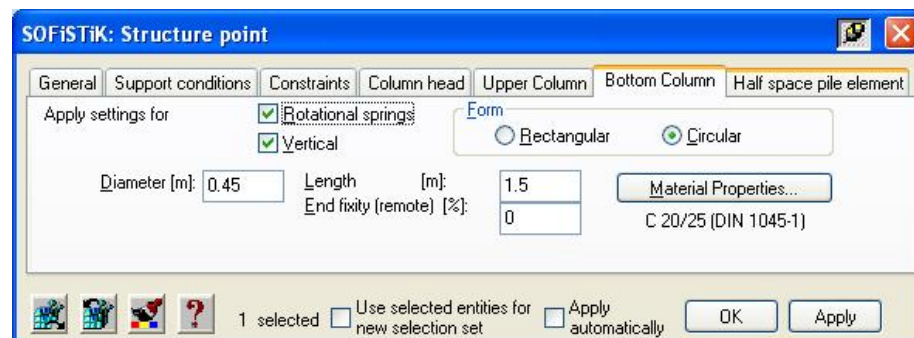 SOFiSTiK: Structure point
General Support conditions Constraints Column head Upper Column Bottom Column Half space pile element
Apply settings for Rotational springs Form
Vertical Rectangular Circular
Diameter [m]: 0.45 Length [m]: 1.5 Material Properties...
End fixity (remote) [%]: 0 C 20/25 (DIN 1045-1)
? 1 selected Use selected entities for Apply OK Apply
new selection set automatically